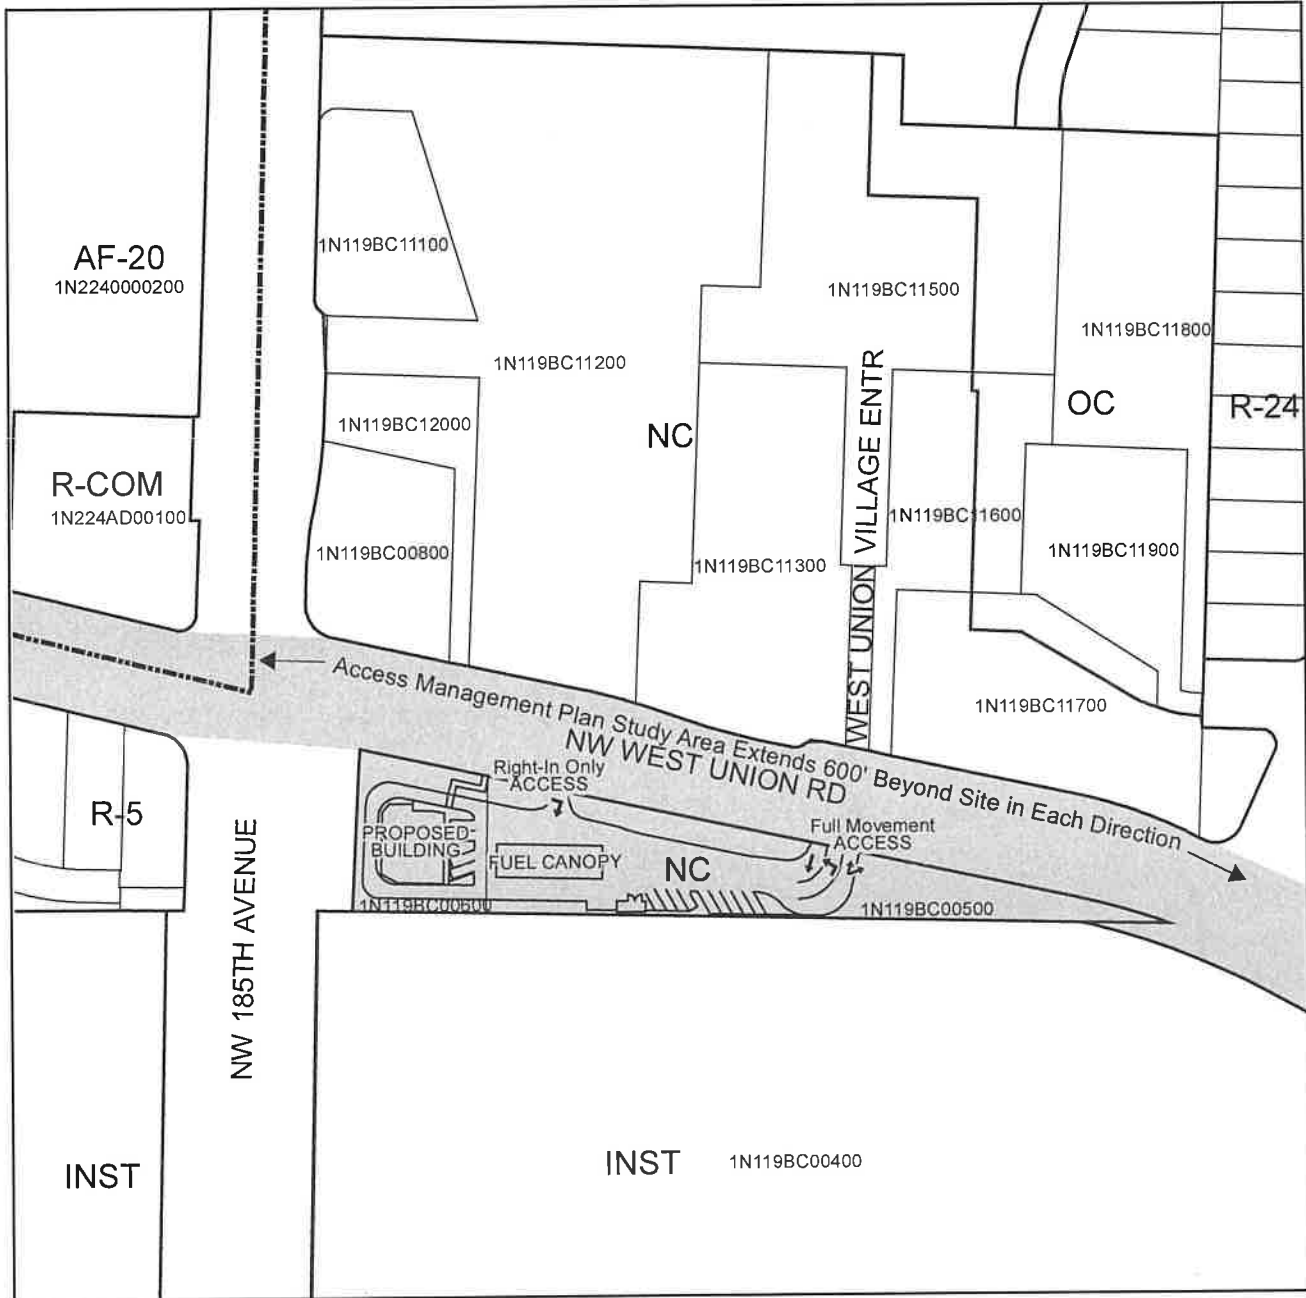 AF-20
1N2240000200
1N119BC11100
1N119BC11500
1N119BC11800
1N119BC11200
OC
R-24
1N119BC12000
NC
WEST UNION VILLAGE ENTR
R-COM
1N224AD00100
1N119BC11600
1N119BC00800
1N119BC11300
1N119BC11900
Access Management Plan Study Area Extends 600' Beyond Site in Each Direction
1N119BC11700
NW WEST UNION RD
Right-In Only
ACCESS
R-5
PROPOSED
BUILDING
FUEL CANOPY
NC
Full Movement
ACCESS
1N119BC00600
1N119BC00500
NW 185TH AVENUE
INST
INST
1N119BC00400